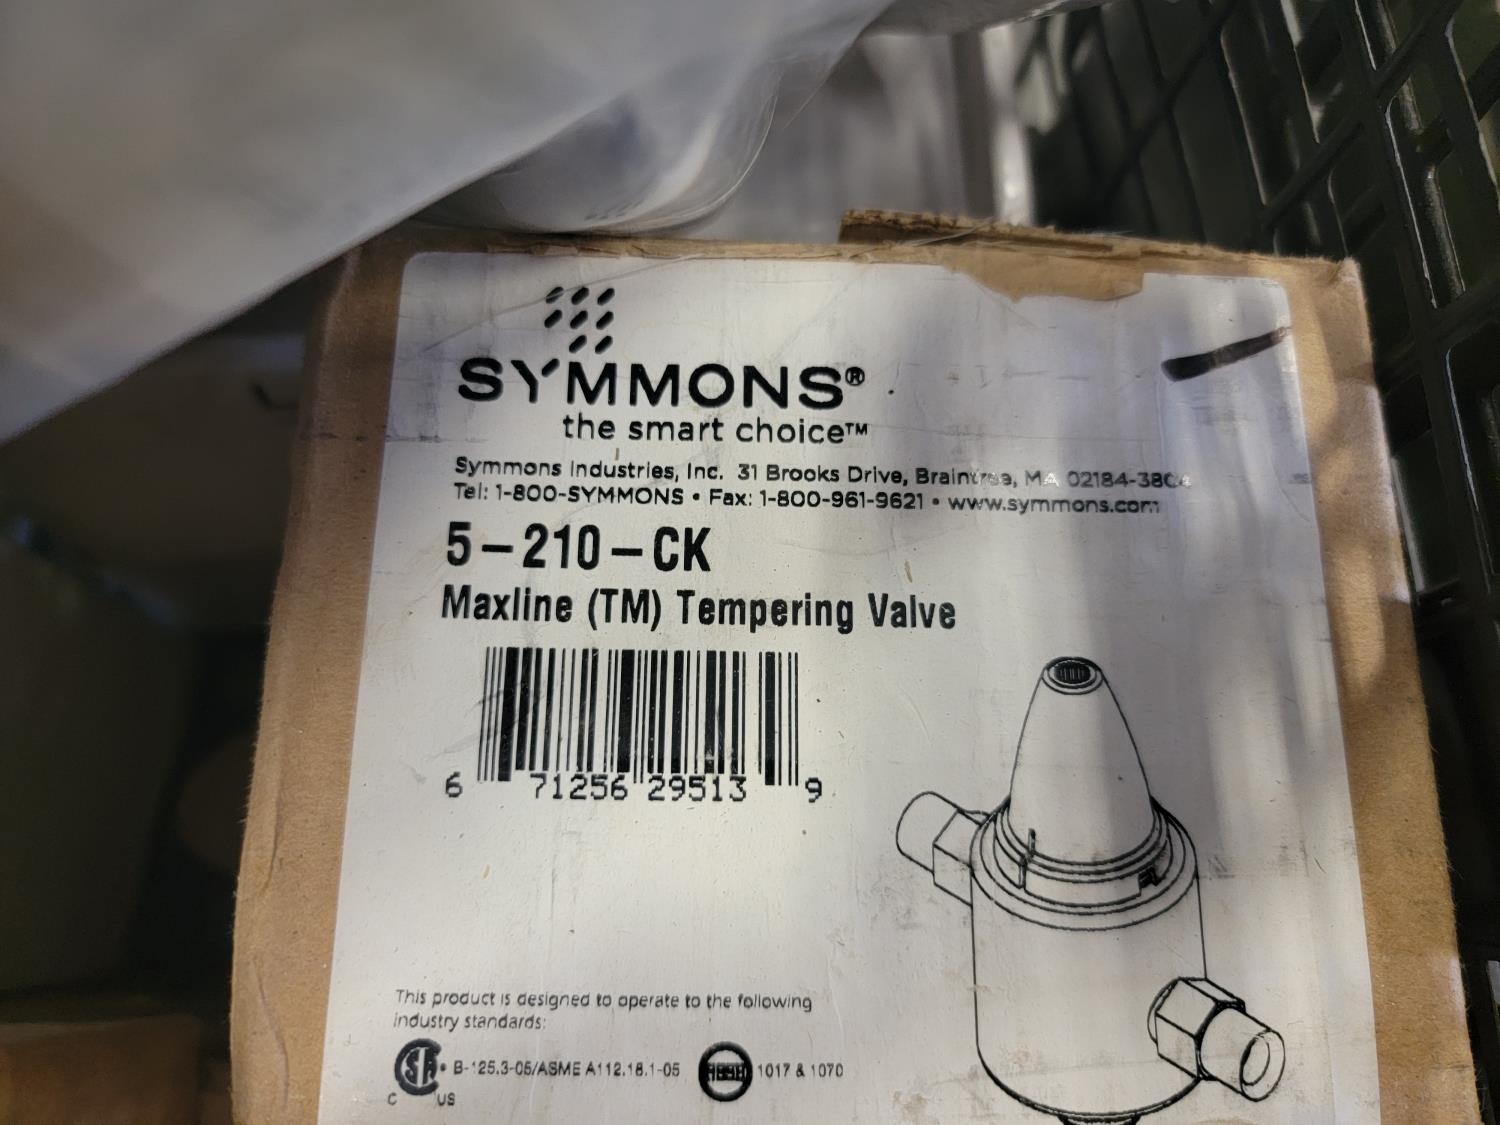 SYMMONS®
the smart choice™
Symmons Industries, Inc. 31 Brooks Drive, Braintree, MA 02184-3804
Tel: 1-800-SYMMONS • Fax: 1-800-961-9621 • www.symmons.com
5-210-CK
Maxline (TM) Tempering Valve
6 71256 29513 9
This product is designed to operate to the following
industry standards:
B-125.3-05/ASME A112.18.1-05 ASSE 1017 & 1070
C US